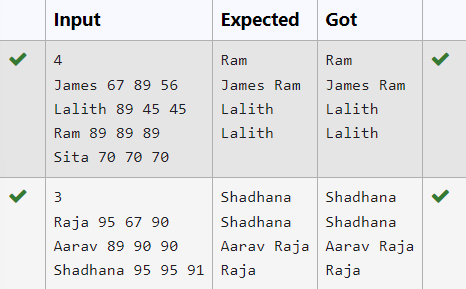 Input Expected Got
4 Ram Ram
James 67 89 56 James Ram James Ram
Lalith 89 45 45 Lalith Lalith
Ram 89 89 89 Lalith Lalith
Sita 70 70 70
3 Shadhana Shadhana
Raja 95 67 90 Shadhana Shadhana
Aarav 89 90 90 Aarav Raja Aarav Raja
Shadhana 95 95 91 Raja Raja